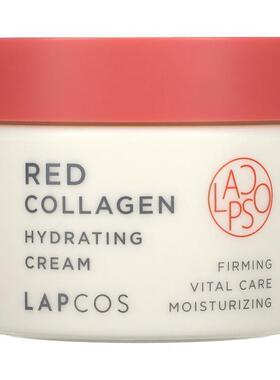 RED
COLLAGEN
HYDRATING
CREAM
LAPCOS
LAPCOS
FIRMING
VITAL CARE
MOISTURIZING